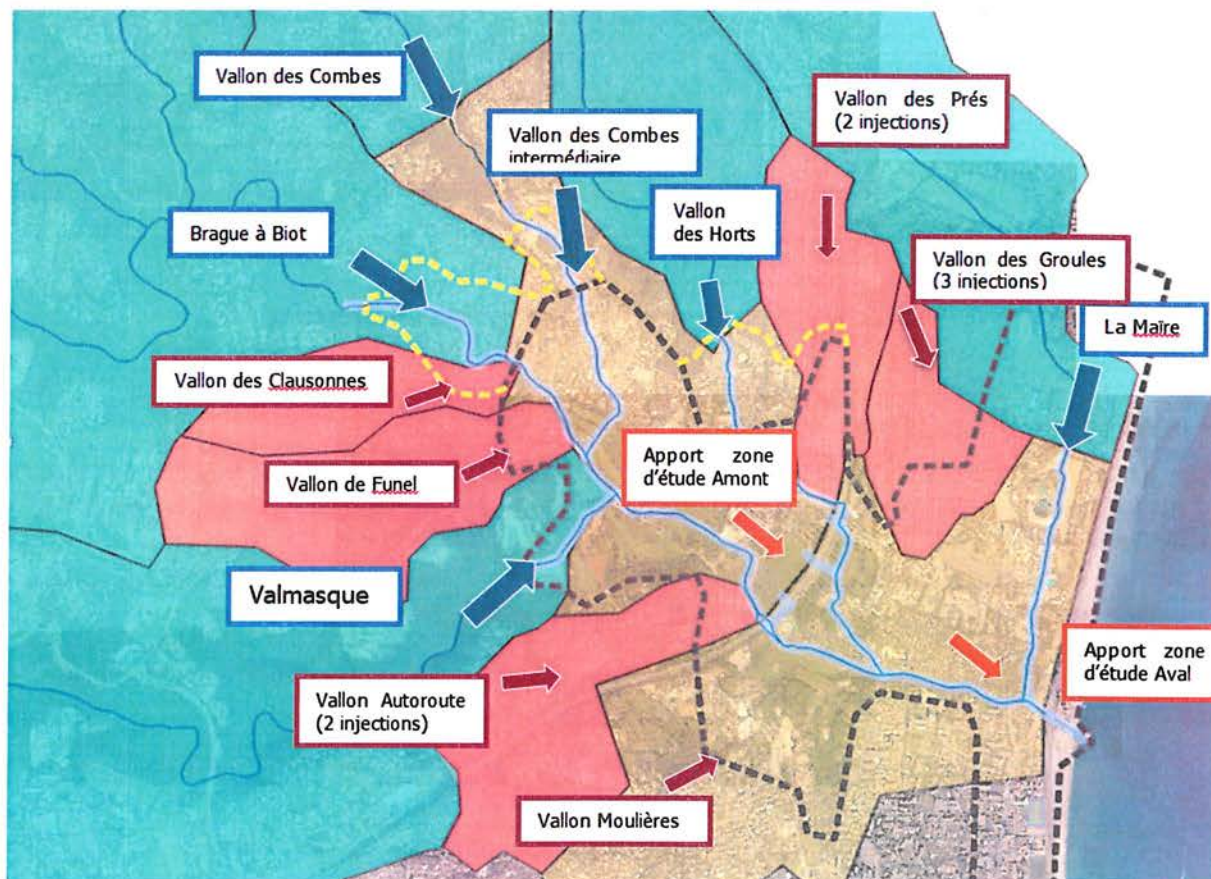 Vallon des Combes
Vallon des Combes
intermédiaire
Vallon des Prés
(2 injections)
Brague à Biot
Vallon
des Horts
Vallon des Groules
(3 injections)
La Maïre
Vallon des Clausonnes
Apport zone
d'étude Amont
Vallon de Funel
Valmasque
Apport zone
d'étude Aval
Vallon Autoroute
(2 injections)
Vallon Moulières